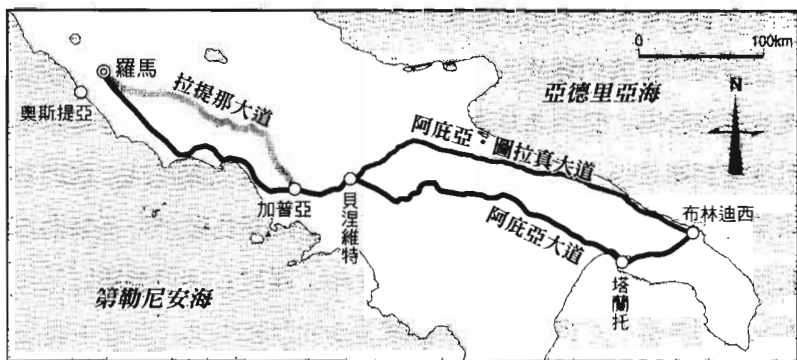 0 100km
羅馬
拉提那大道
亞德里亞海
N
奧斯提亞
阿庇亞·圖拉真大道
加普亞
貝涅維特
阿庇亞大道
布林迪西
第勒尼安海
塔蘭托